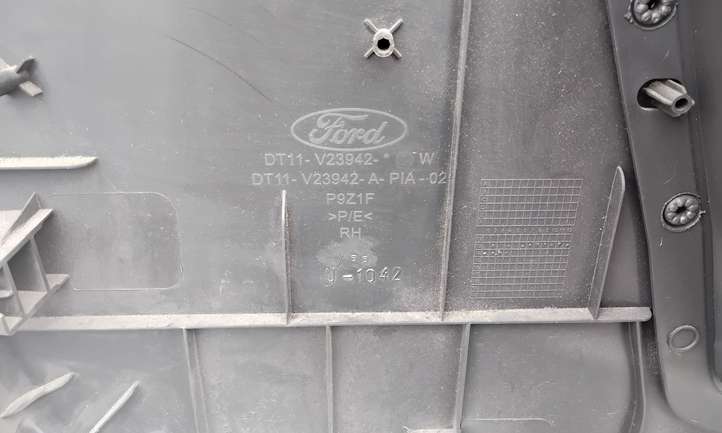 Ford
DT11- V23942- * W
DT11- V23942- A- PIA -02
P9Z1F
>P/E<
RH
U-1042